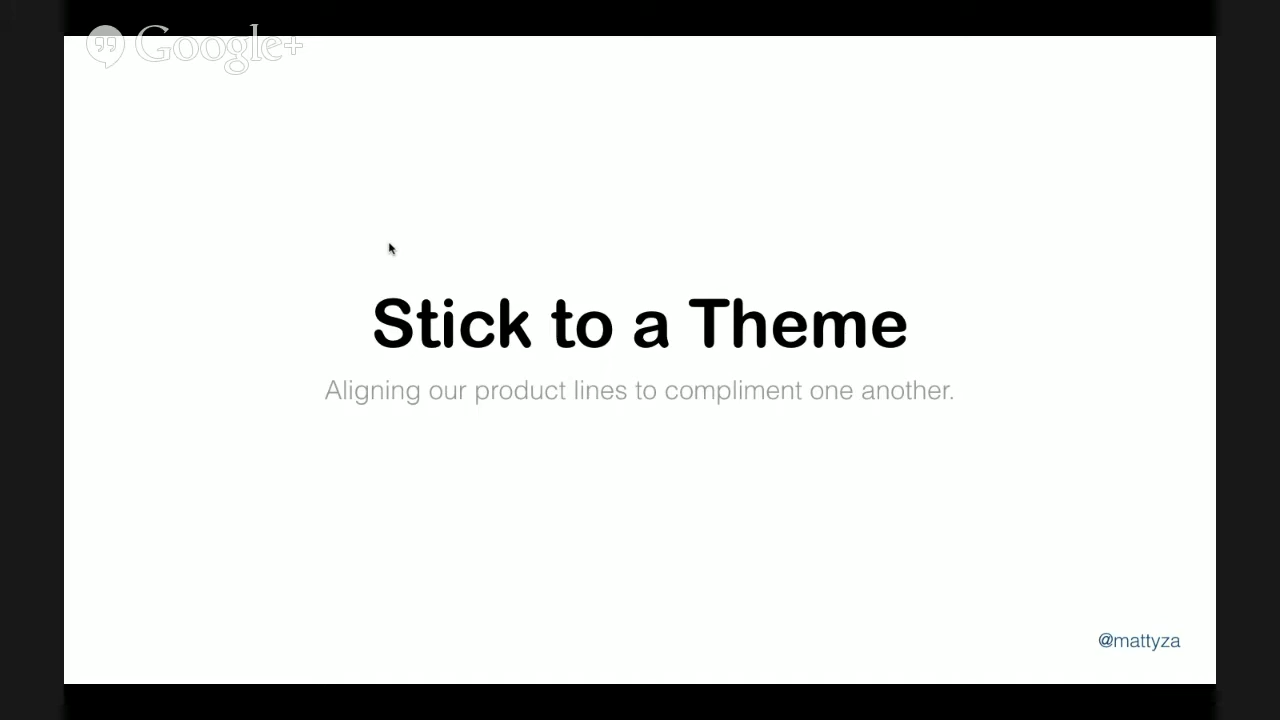 Google+
Stick to a Theme
Aligning our product lines to compliment one another.
@mattyza